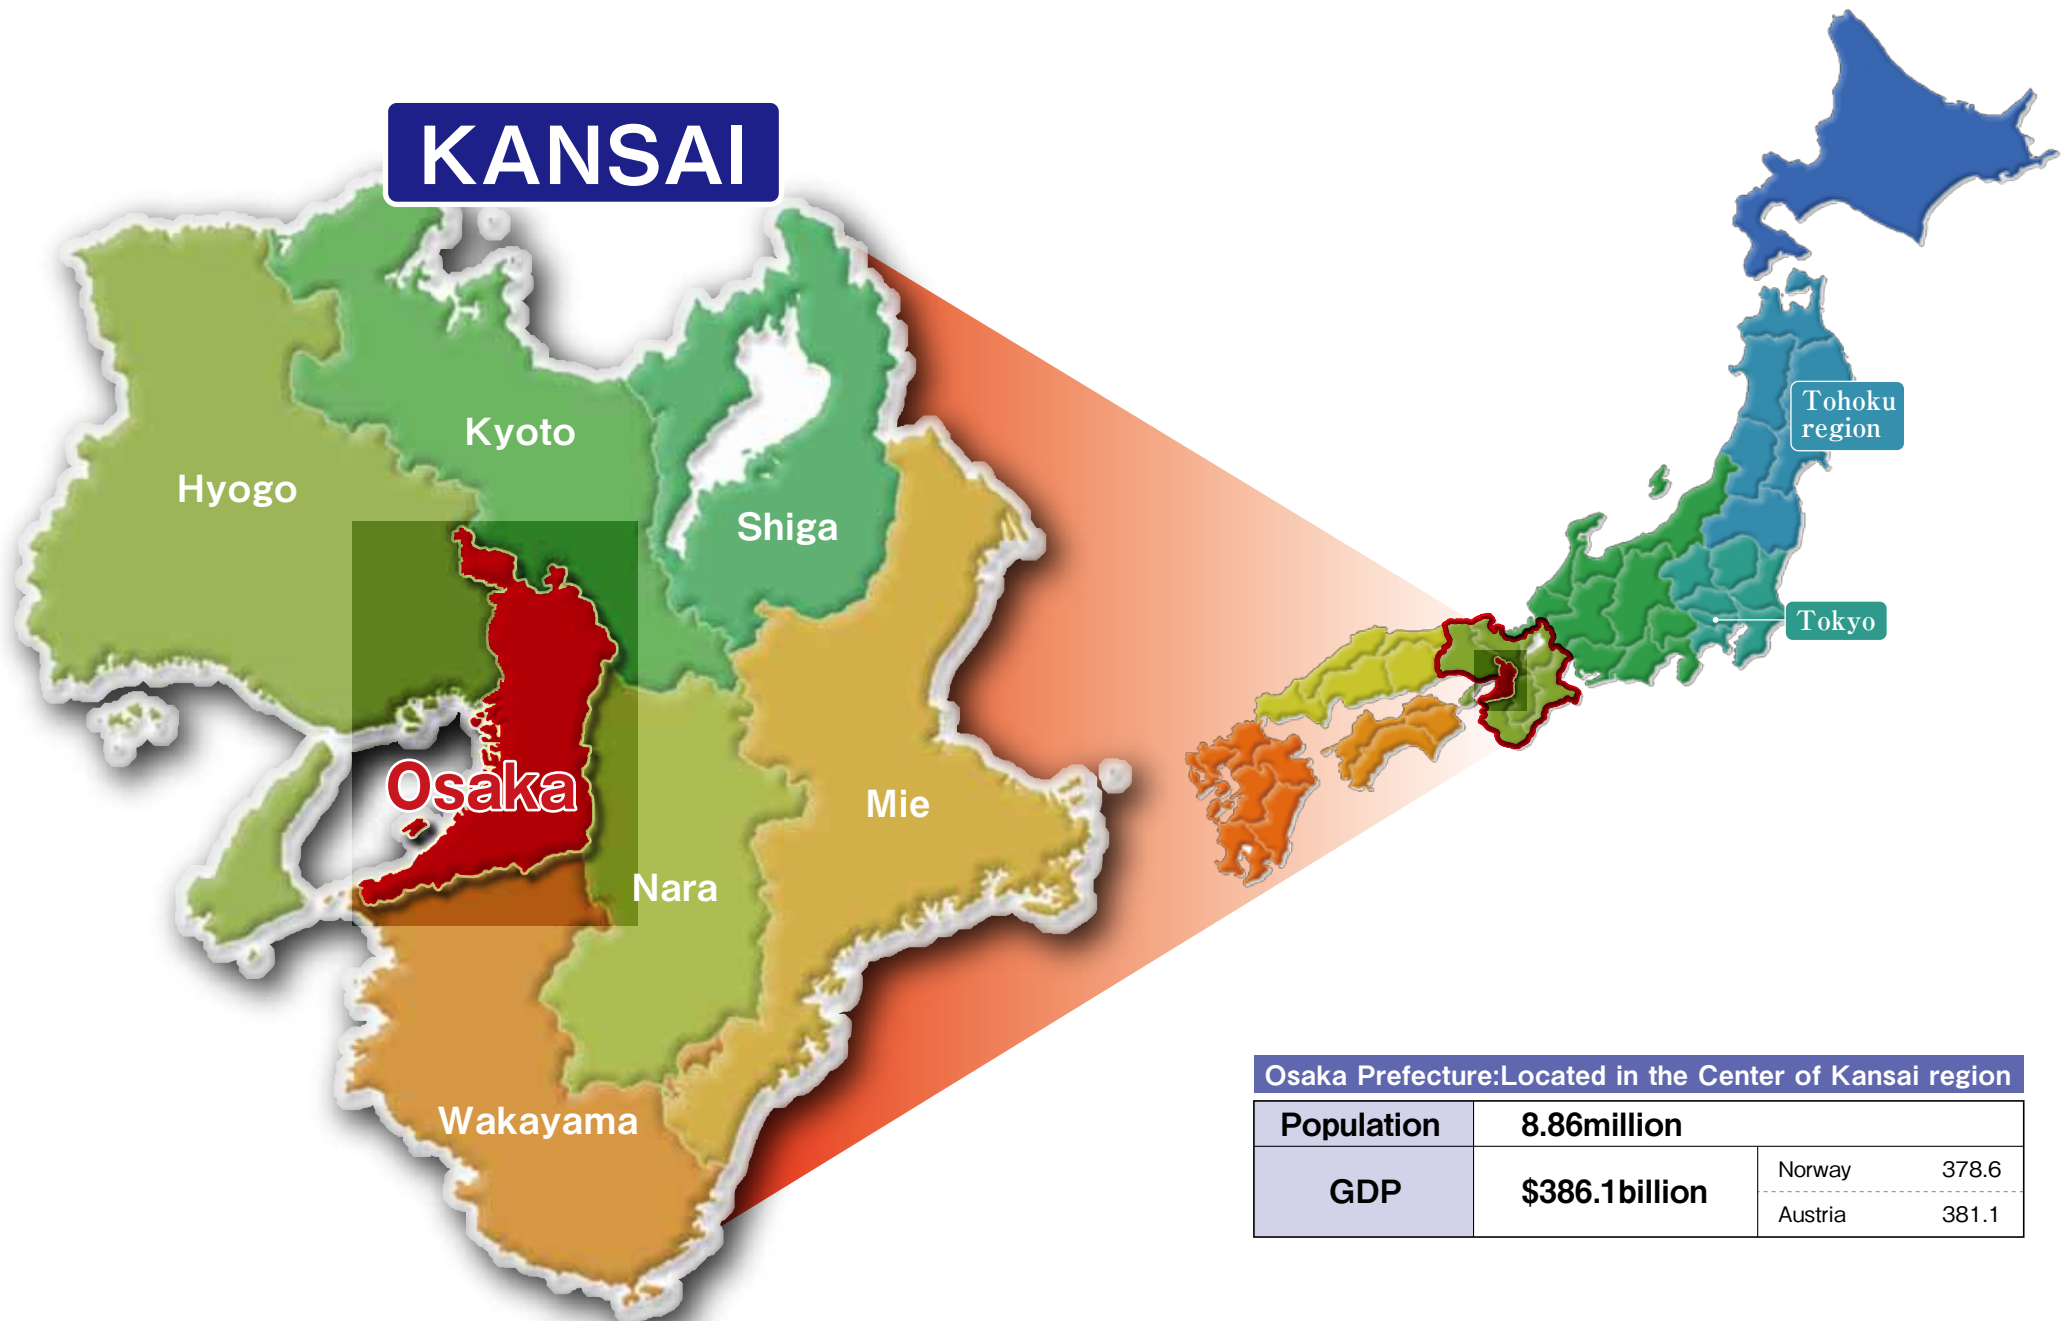 KANSAI
Kyoto
Hyogo
Shiga
Osaka
Mie
Nara
Wakayama
Tohoku
region
Tokyo
Osaka Prefecture:Located in the Center of Kansai region
Population 8.86million
GDP $386.1billion
Norway 378.6
Austria 381.1